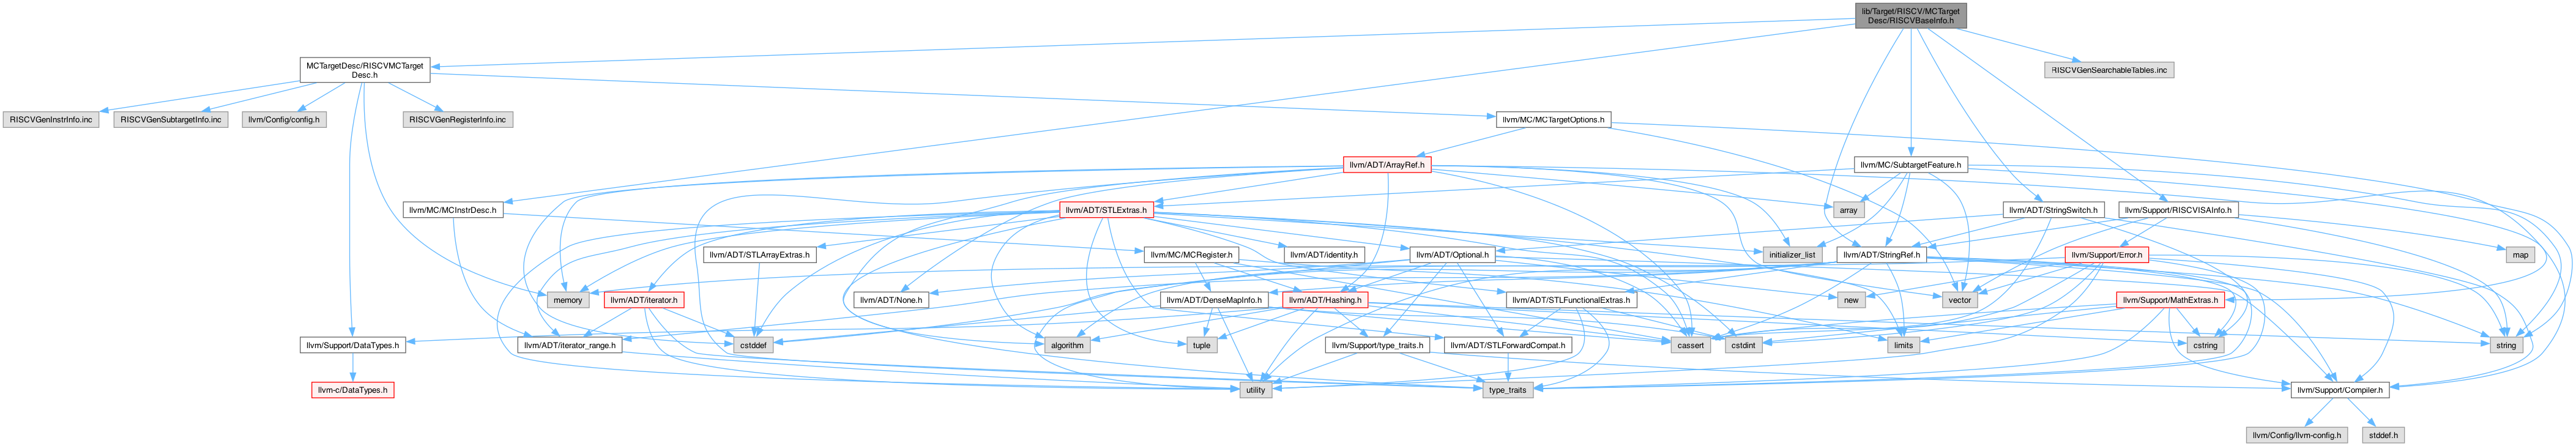 lib/Target/RISCV/MCTarget
Desc/RISCVBaseInfo.h
MCTargetDesc/RISCVMCTarget
Desc.h
RISCVGenSearchableTables.inc
RISCVGenInstrInfo.inc
RISCVGenSubtargetInfo.inc
llvm/Config/config.h
RISCVGenRegisterInfo.inc
llvm/MC/MCTargetOptions.h
llvm/ADT/ArrayRef.h
llvm/MC/SubtargetFeature.h
llvm/MC/MCInstrDesc.h
llvm/ADT/STLExtras.h
array
llvm/ADT/StringSwitch.h
llvm/Support/RISCVISAInfo.h
llvm/ADT/STLArrayExtras.h
llvm/MC/MCRegister.h
llvm/ADT/identity.h
llvm/ADT/Optional.h
initializer_list
llvm/ADT/StringRef.h
llvm/Support/Error.h
map
memory
llvm/ADT/iterator.h
llvm/ADT/None.h
llvm/ADT/DenseMapInfo.h
llvm/ADT/Hashing.h
llvm/ADT/STLFunctionalExtras.h
new
vector
llvm/Support/MathExtras.h
llvm/Support/DataTypes.h
llvm/ADT/iterator_range.h
cstddef
algorithm
tuple
llvm/Support/type_traits.h
llvm/ADT/STLForwardCompat.h
cassert
cstdint
limits
cstring
string
llvm-c/DataTypes.h
utility
type_traits
llvm/Support/Compiler.h
llvm/Config/llvm-config.h
stddef.h